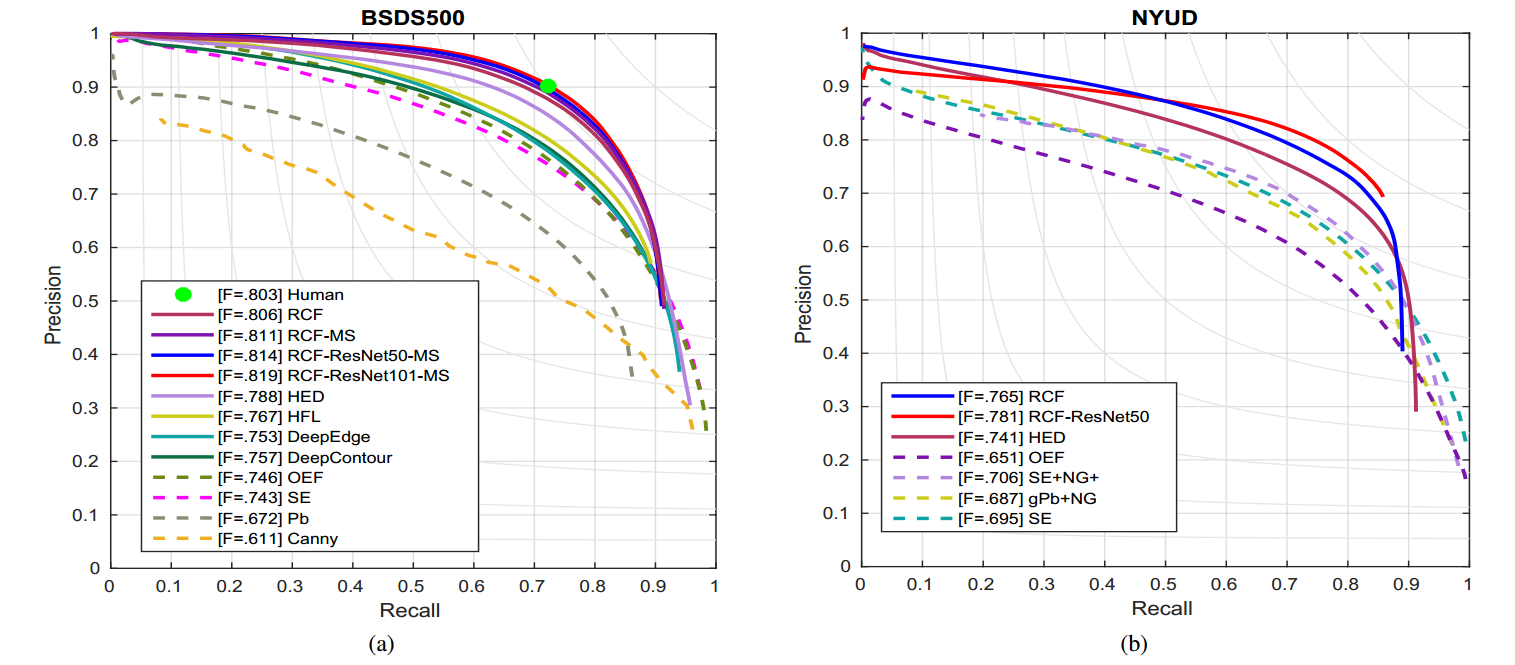 BSDS500
1
0.9
0.8
0.7
0.6
0.5
0.4
0.3
0.2
0.1
0
Precision
[F=.803] Human
[F=.806] RCF
[F=.811] RCF-MS
[F=.814] RCF-ResNet50-MS
[F=.819] RCF-ResNet101-MS
[F=.788] HED
[F=.767] HFL
[F=.753] DeepEdge
[F=.757] DeepContour
[F=.746] OEF
[F=.743] SE
[F=.672] Pb
[F=.611] Canny
0 0.1 0.2 0.3 0.4 0.5 0.6 0.7 0.8 0.9 1
Recall
(a)
NYUD
1
0.9
0.8
0.7
0.6
0.5
0.4
0.3
0.2
0.1
0
Precision
[F=.765] RCF
[F=.781] RCF-ResNet50
[F=.741] HED
[F=.651] OEF
[F=.706] SE+NG+
[F=.687] gPb+NG
[F=.695] SE
0 0.1 0.2 0.3 0.4 0.5 0.6 0.7 0.8 0.9 1
Recall
(b)